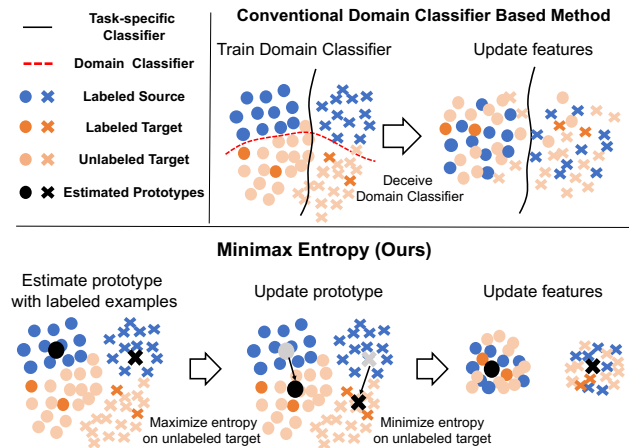 Task-specific
Classifier
Domain Classifier
Labeled Source
Labeled Target
Unlabeled Target
Estimated Prototypes
Conventional Domain Classifier Based Method
Train Domain Classifier
Update features
Deceive
Domain Classifier
Minimax Entropy (Ours)
Estimate prototype
with labeled examples
Update prototype
Update features
Maximize entropy
on unlabeled target
Minimize entropy
on unlabeled target